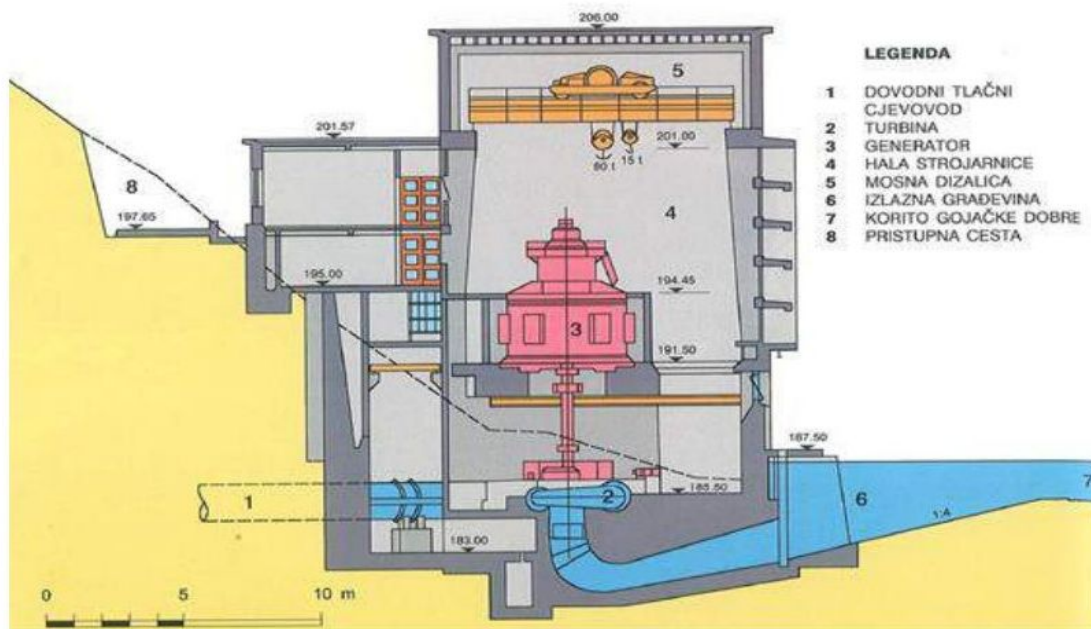 206.00
LEGENDA
1 DOVODNI TLAČNI
CJEVOVOD
2 TURBINA
3 GENERATOR
4 HALA STROJARNICE
5 MOSNA DIZALICA
6 IZLAZNA GRAĐEVINA
7 KORITO GOJAČKE DOBRE
8 PRISTUPNA CESTA
5
201.57
201.00
80 t 15 t
8
197.65
4
195.00
194.45
3
191.50
187.50
1
2
185.50
6
7
1:4
183.00
0 5 10 m